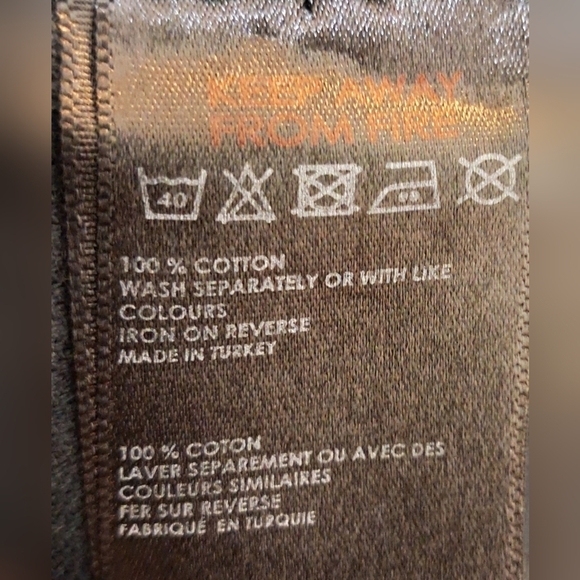 KEEP AWAY
FROM FIRE
40
100 % COTTON
WASH SEPARATELY OR WITH LIKE
COLOURS
IRON ON REVERSE
MADE IN TURKEY
100 % COTON
LAVER SEPAREMENT OU AVEC DES
COULEURS SIMILAIRES
FER SUR REVERSE
FABRIQUÉ EN TURQUIE